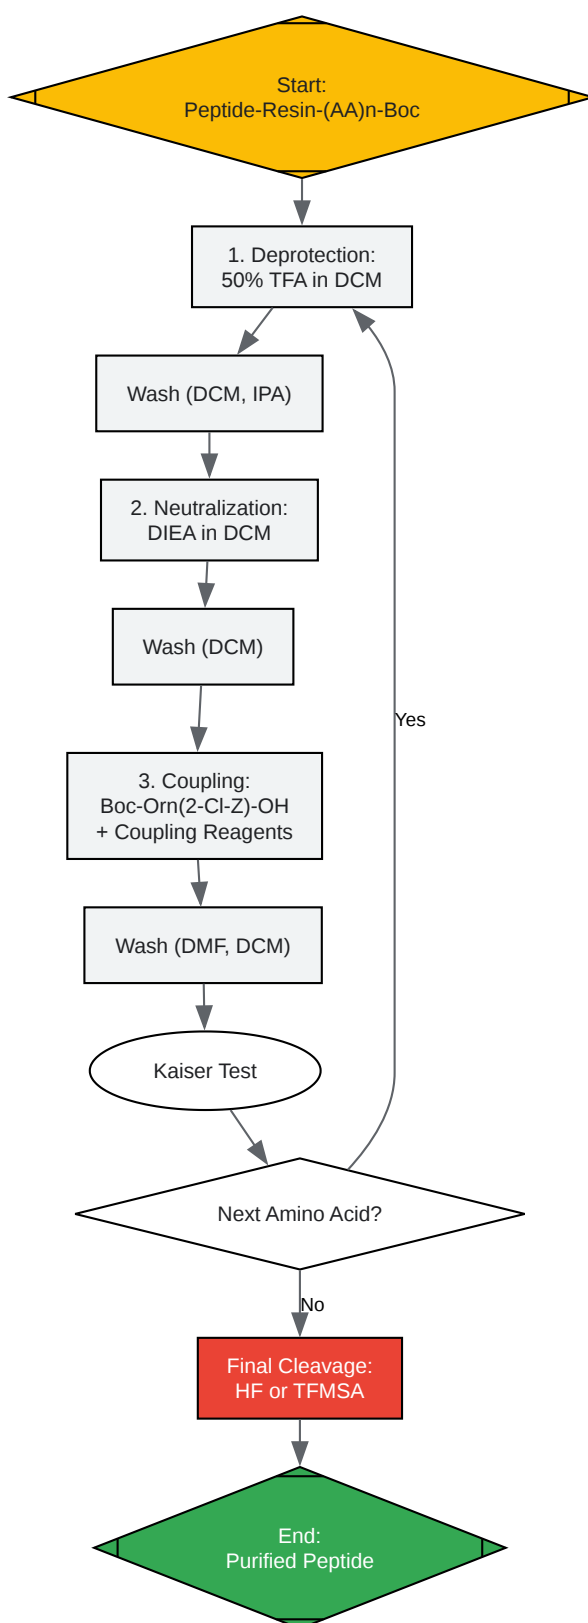 Start:
Peptide-Resin-(AA)n-Boc
1. Deprotection:
50% TFA in DCM
Wash (DCM, IPA)
2. Neutralization:
DIEA in DCM
Wash (DCM)
Yes
3. Coupling:
Boc-Orn(2-Cl-Z)-OH
+ Coupling Reagents
Wash (DMF, DCM)
Kaiser Test
Next Amino Acid?
No
Final Cleavage:
HF or TFMSA
End:
Purified Peptide